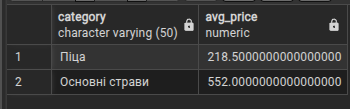 category
character varying (50)
avg_price
numeric
1
Піца
218.5000000000000000
2
Основні страви
552.0000000000000000